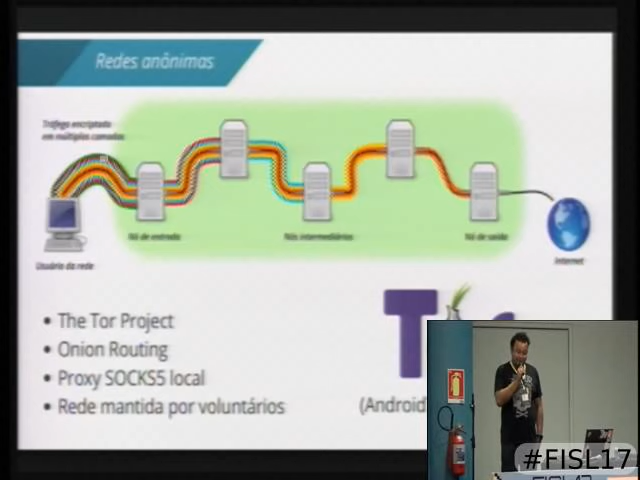 Redes anônimas
Tráfego encriptado
em múltiplas camadas
Nó de entrada
Nós intermediários
Nó de saída
Usuário da rede
Internet
• The Tor Project
• Onion Routing
• Proxy SOCKS5 local
• Rede mantida por voluntários
T
(Android
#FISL17